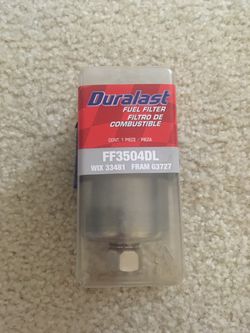 Duralast
FUEL FILTER
FILTRO DE
COMBUSTIBLE
CONT. 1 PIECE - PIEZA
FF3504DL
WIX 33481 FRAM G3727